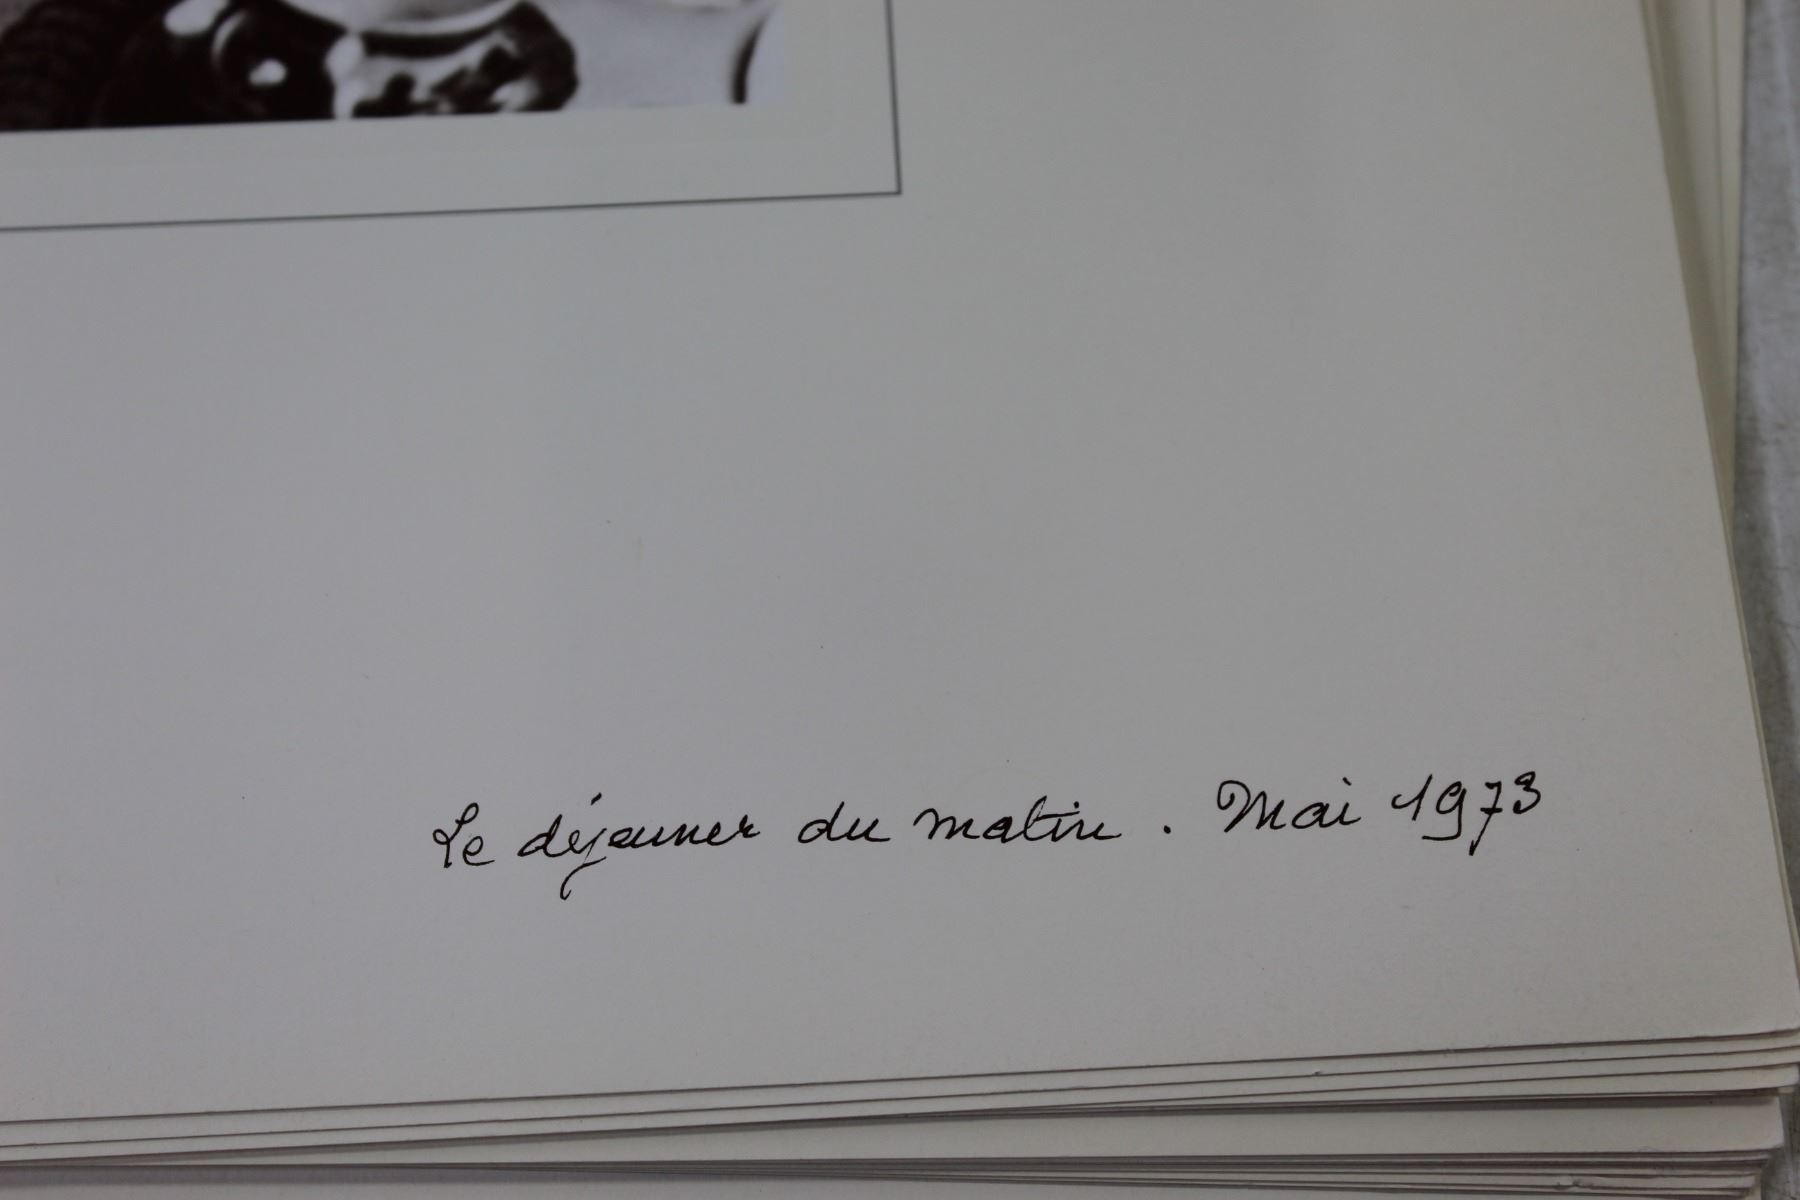 Le déjeuner du matin. Mai 1973